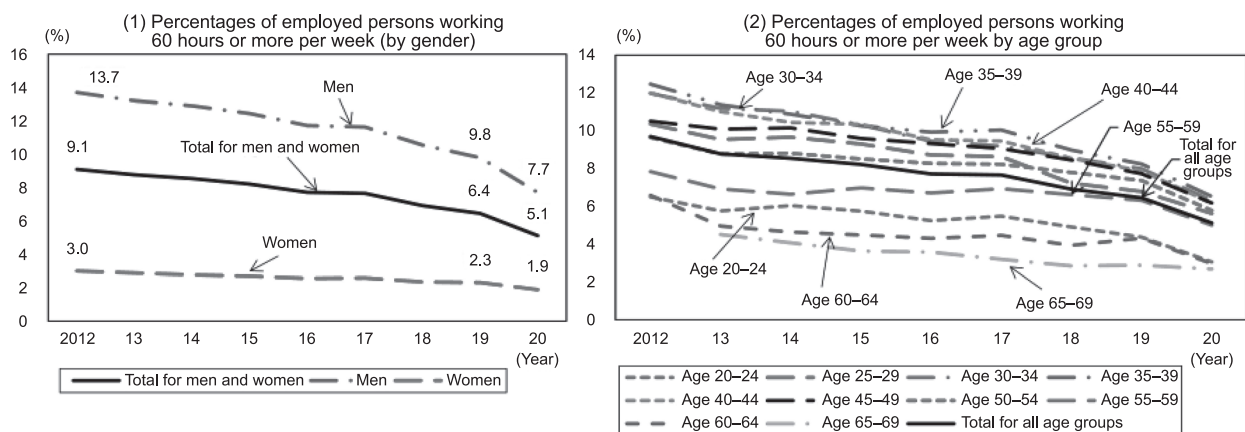 (1) Percentages of employed persons working
60 hours or more per week (by gender)
(%)
16
14
12
10
8
6
4
2
0
13.7
Men
9.8
9.1
Total for men and women
7.7
6.4
5.1
3.0
Women
2.3
1.9
2012 13 14 15 16 17 18 19 20
(Year)
Total for men and women Men Women
(2) Percentages of employed persons working
60 hours or more per week by age group
(%)
14
12
10
8
6
4
2
0
Age 30–34
Age 35–39
Age 40–44
Age 55–59
Total for
all age
groups
Age 20–24
Age 60–64
Age 65–69
2012 13 14 15 16 17 18 19 20
(Year)
Age 20–24 Age 25–29 Age 30–34 Age 35–39
Age 40–44 Age 45–49 Age 50–54 Age 55–59
Age 60–64 Age 65–69 Total for all age groups